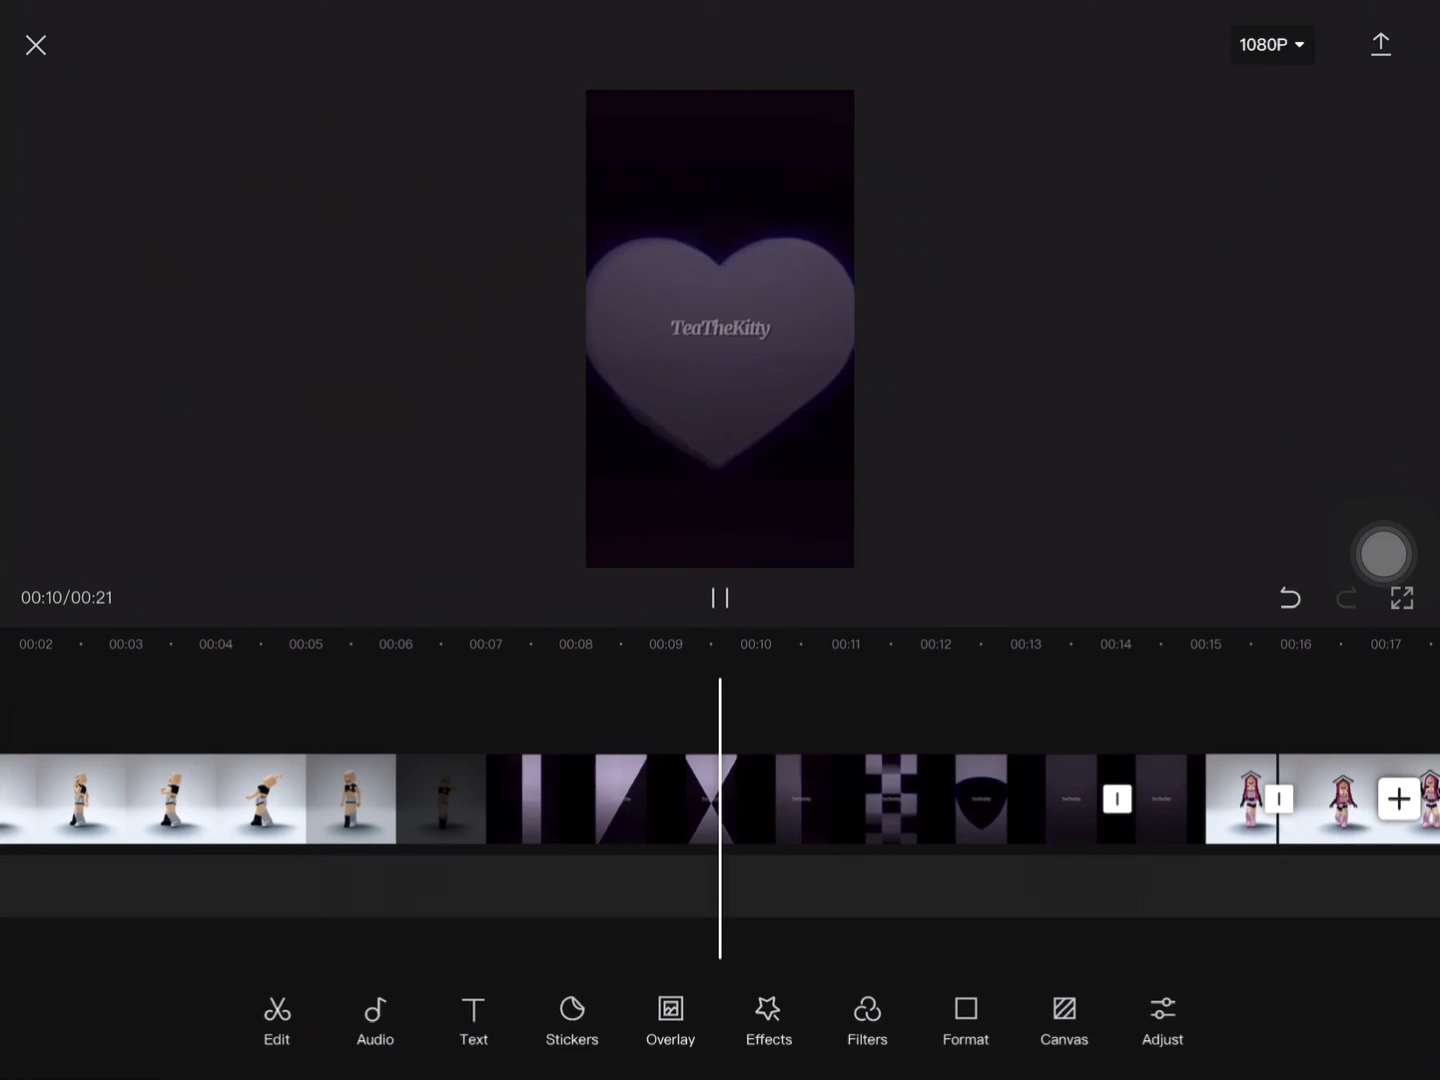 1080P
TeaTheKitty
00:10/00:21
00:02 00:03 00:04 00:05 00:06 00:07 00:08 00:09 00:10 00:11 00:12 00:13 00:14 00:15 00:16 00:17
Edit Audio Text Stickers Overlay Effects Filters Format Canvas Adjust